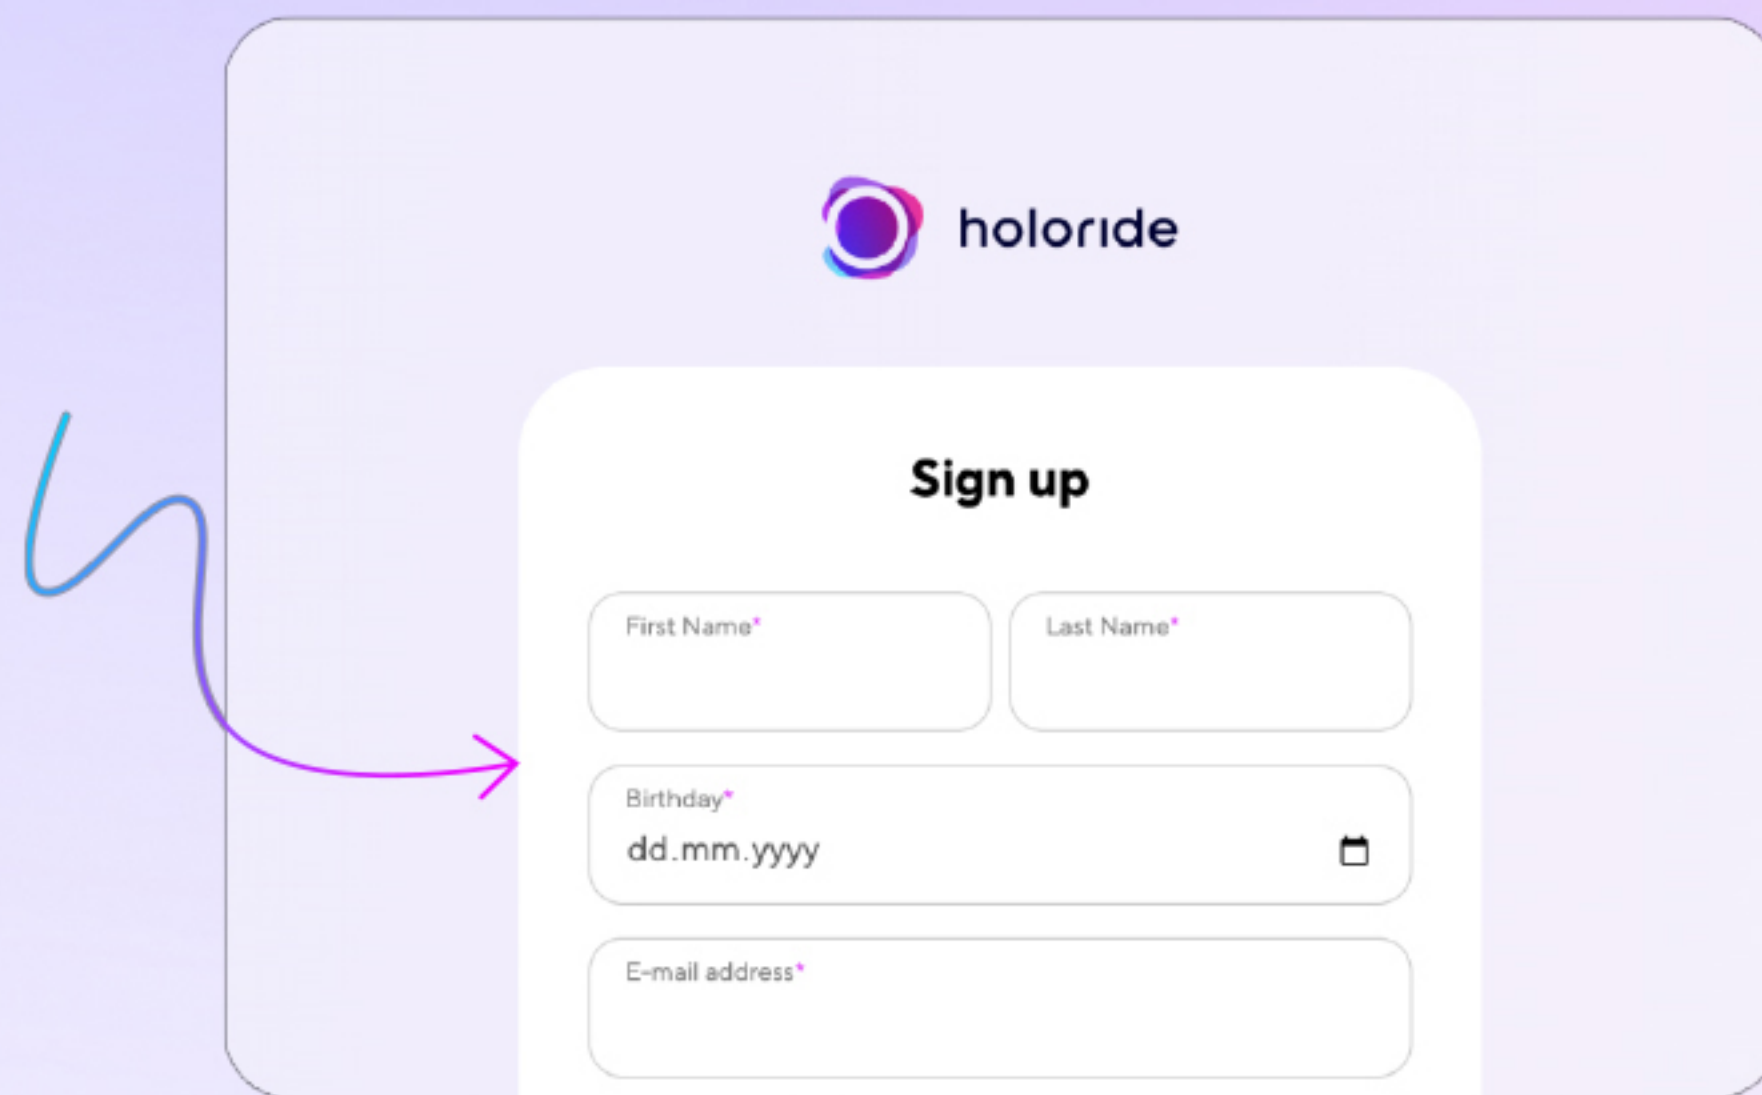 holoride
Sign up
First Name* Last Name*
Birthday*
dd.mm.yyyy
E-mail address*